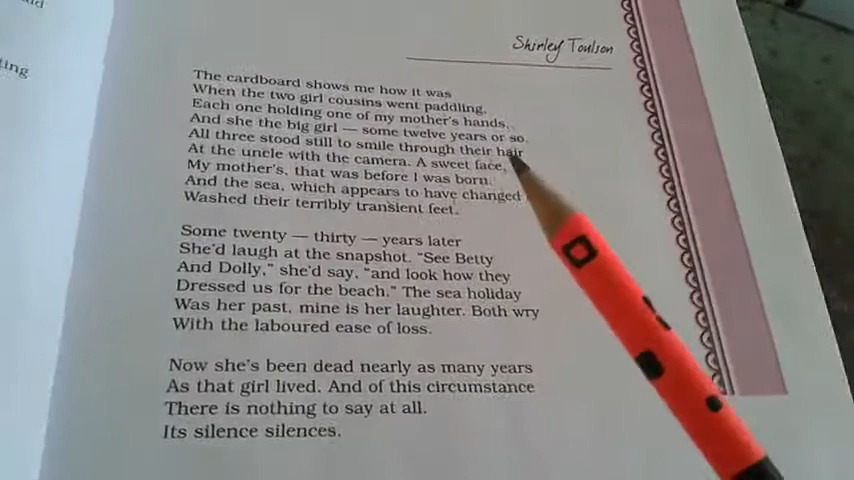 ting
Shirley Toulson
The cardboard shows me how it was
When the two girl cousins went paddling,
Each one holding one of my mother's hands,
And she the big girl — some twelve years or so.
All three stood still to smile through their hair
At the uncle with the camera. A sweet face,
My mother's, that was before I was born.
And the sea, which appears to have changed
Washed their terribly transient feet.
Some twenty — thirty — years later
She'd laugh at the snapshot. "See Betty
And Dolly," she'd say, "and look how they
Dressed us for the beach." The sea holiday
Was her past, mine is her laughter. Both wry
With the laboured ease of loss.
Now she's been dead nearly as many years
As that girl lived. And of this circumstance
There is nothing to say at all.
Its silence silences.